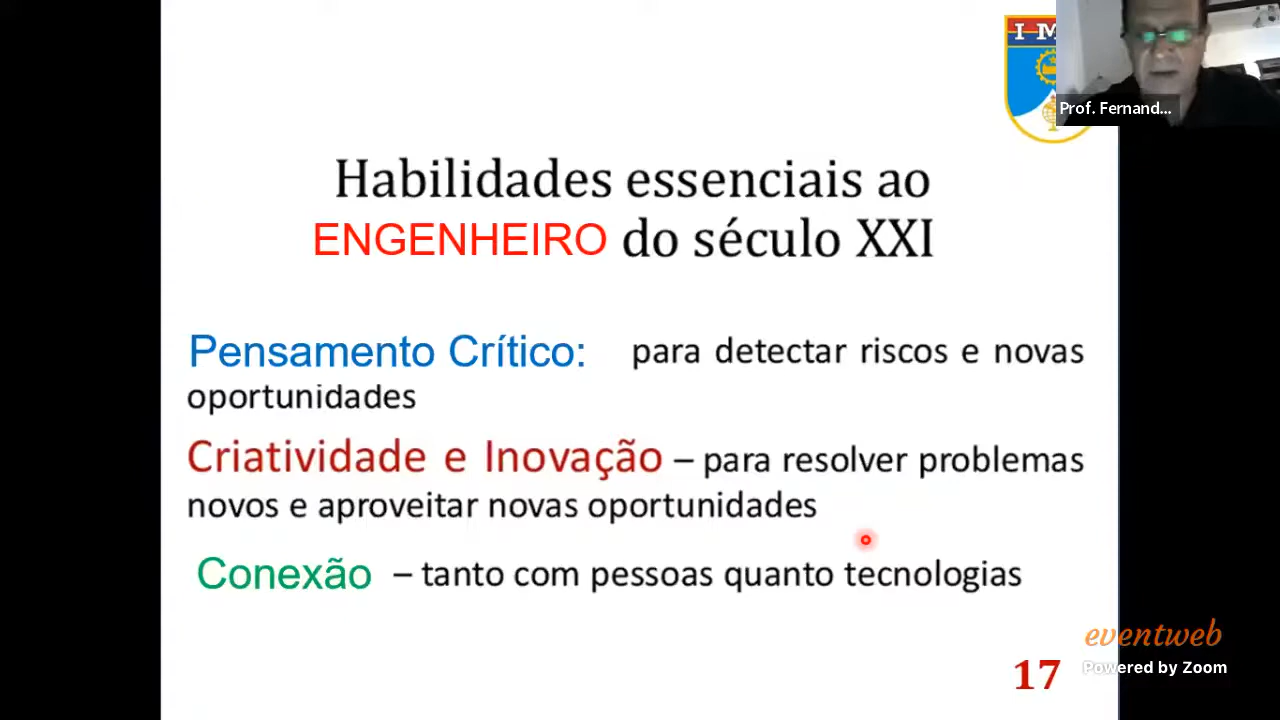 I M
Prof. Fernand...
Habilidades essenciais ao
ENGENHEIRO do século XXI
Pensamento Crítico: para detectar riscos e novas
oportunidades
Criatividade e Inovação – para resolver problemas
novos e aproveitar novas oportunidades
Conexão – tanto com pessoas quanto tecnologias
eventweb
Powered by Zoom
17